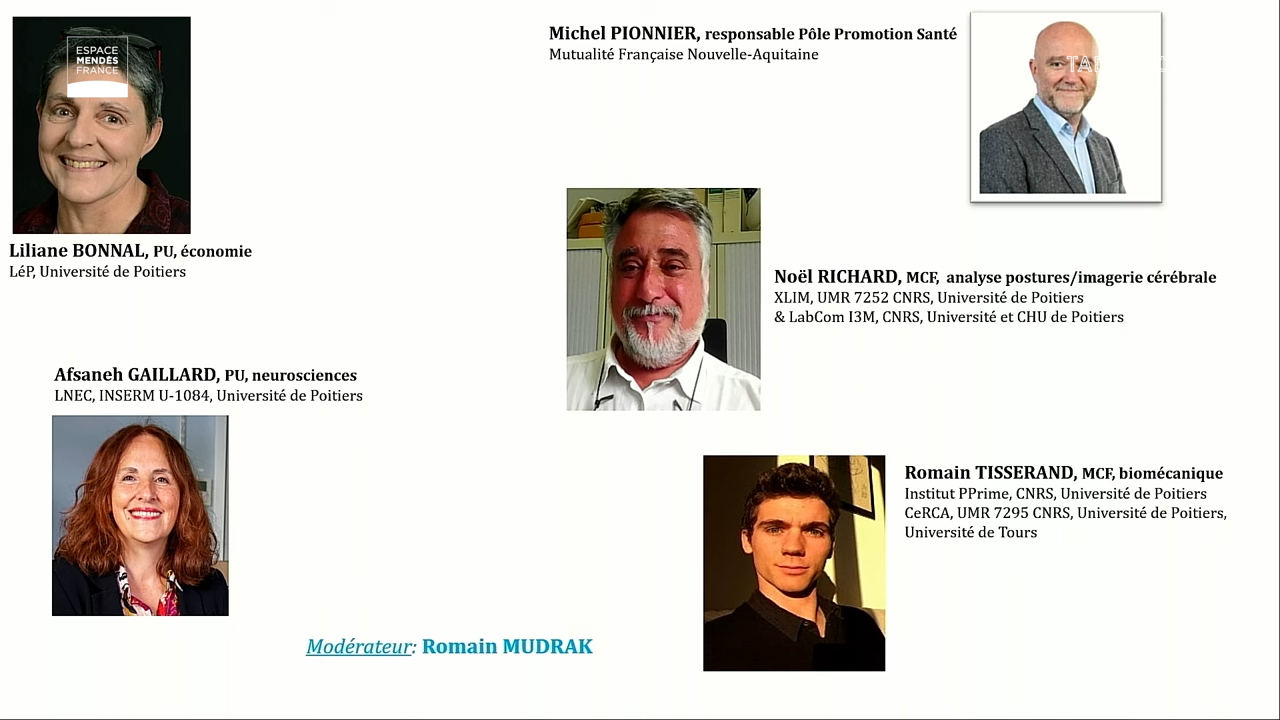 ESPACE
MENDÈS
FRANCE
Michel PIONNIER, responsable Pôle Promotion Santé
Mutualité Française Nouvelle-Aquitaine
Liliane BONNAL, PU, économie
LéP, Université de Poitiers
Noël RICHARD, MCF, analyse postures/imagerie cérébrale
XLIM, UMR 7252 CNRS, Université de Poitiers
& LabCom I3M, CNRS, Université et CHU de Poitiers
Afsaneh GAILLARD, PU, neurosciences
LNEC, INSERM U-1084, Université de Poitiers
Romain TISSERAND, MCF, biomécanique
Institut PPrime, CNRS, Université de Poitiers
CeRCA, UMR 7295 CNRS, Université de Poitiers,
Université de Tours
Modérateur: Romain MUDRAK